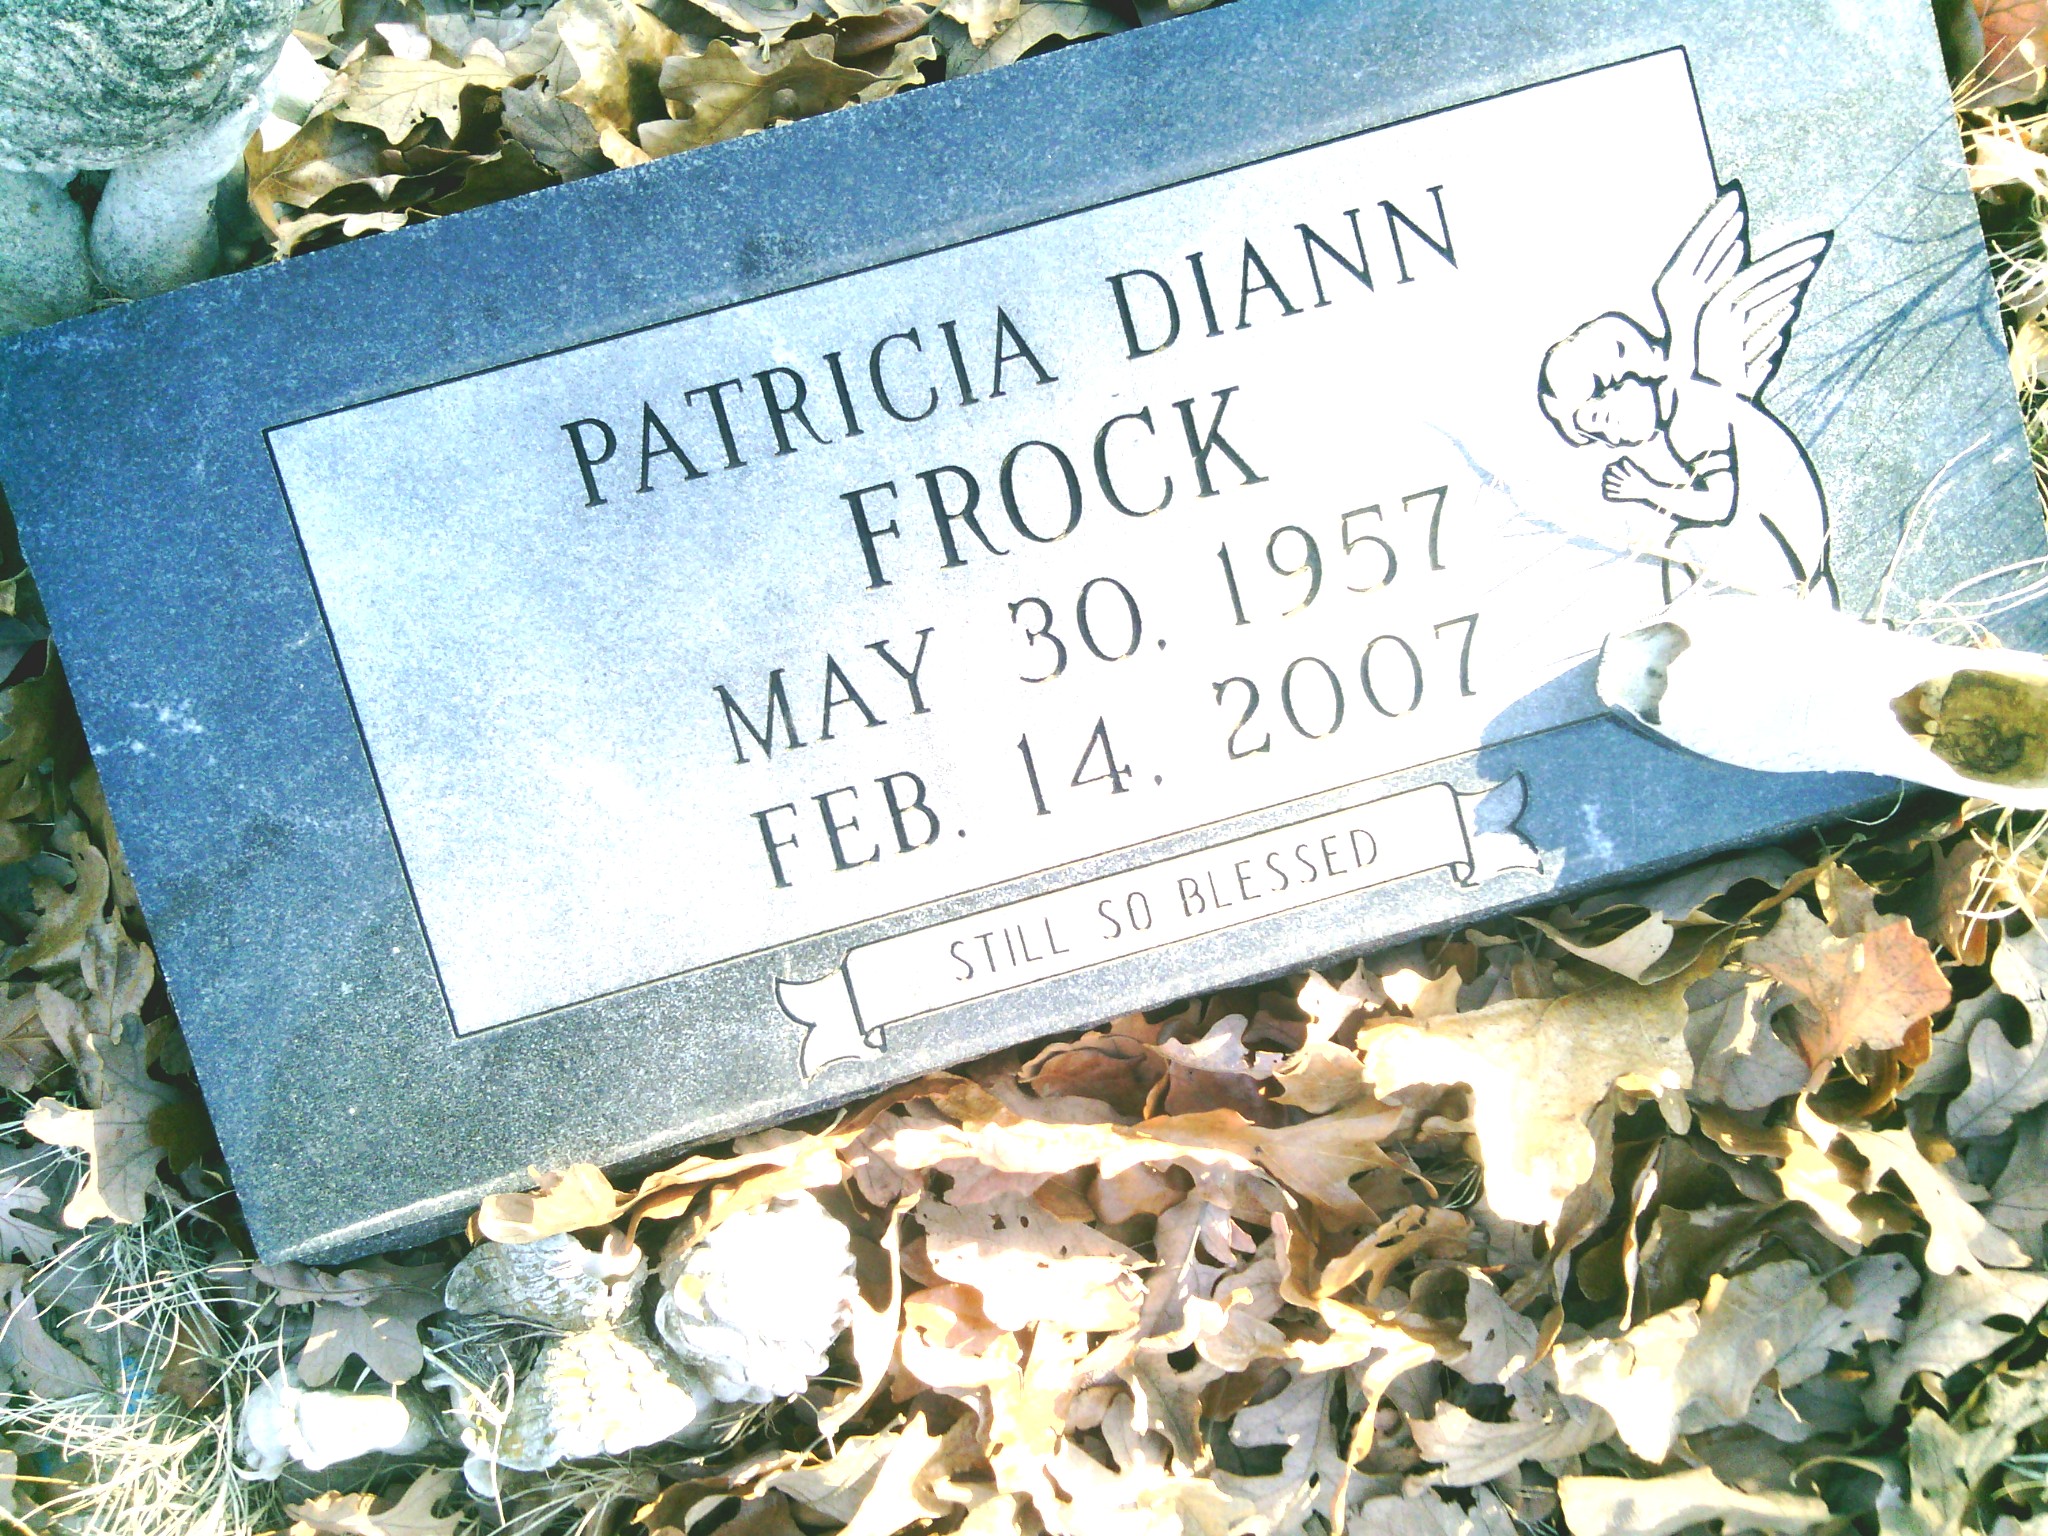 PATRICIA DIANN
FROCK
MAY 30, 1957
FEB. 14, 2007
STILL SO BLESSED